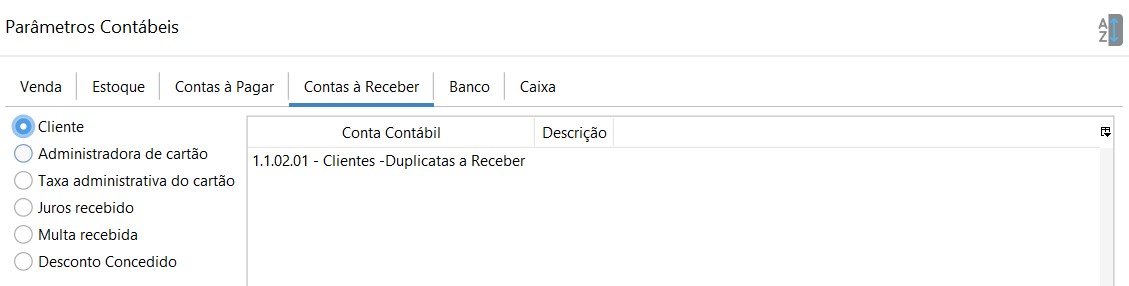 Parâmetros Contábeis
A
Z
Venda Estoque Contas à Pagar Contas à Receber Banco Caixa
Cliente
Administradora de cartão
Taxa administrativa do cartão
Juros recebido
Multa recebida
Desconto Concedido
Conta Contábil Descrição
1.1.02.01 - Clientes -Duplicatas a Receber